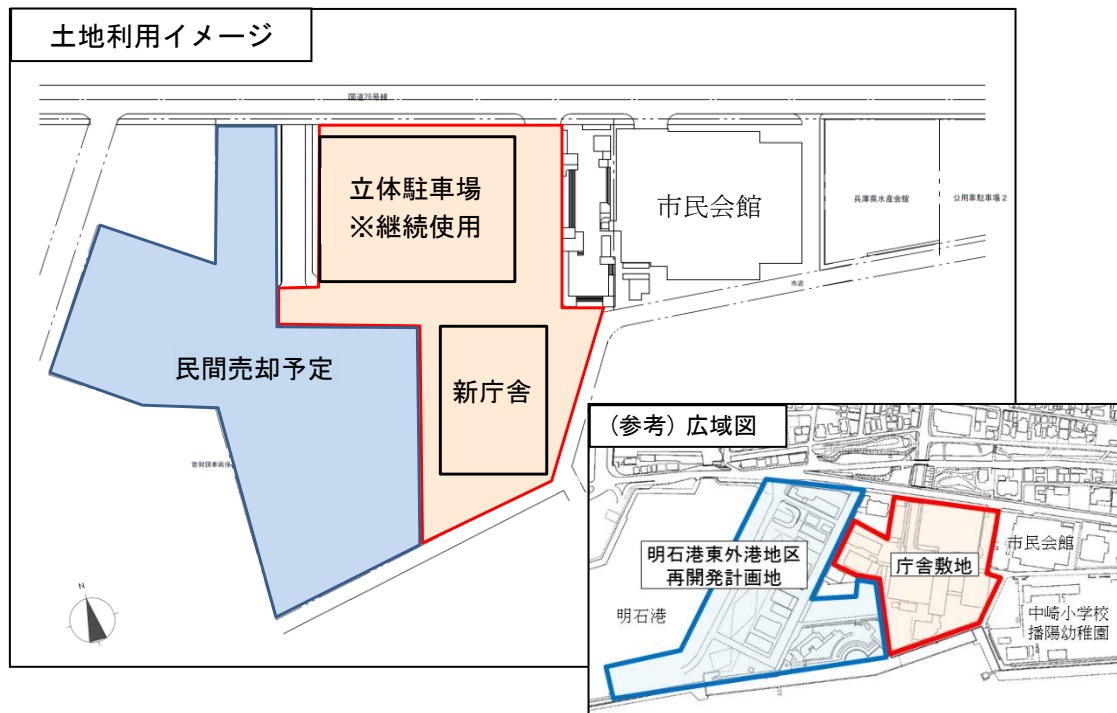 土地利用イメージ
国道28号線
立体駐車場
※継続使用
市民会館
兵庫県水産会館
公用車駐車場2
市道
民間売却予定
新庁舎
N
(参考)広域図
明石港東外港地区
再開発計画地
庁舎敷地
市民会館
明石港
中崎小学校
播陽幼稚園